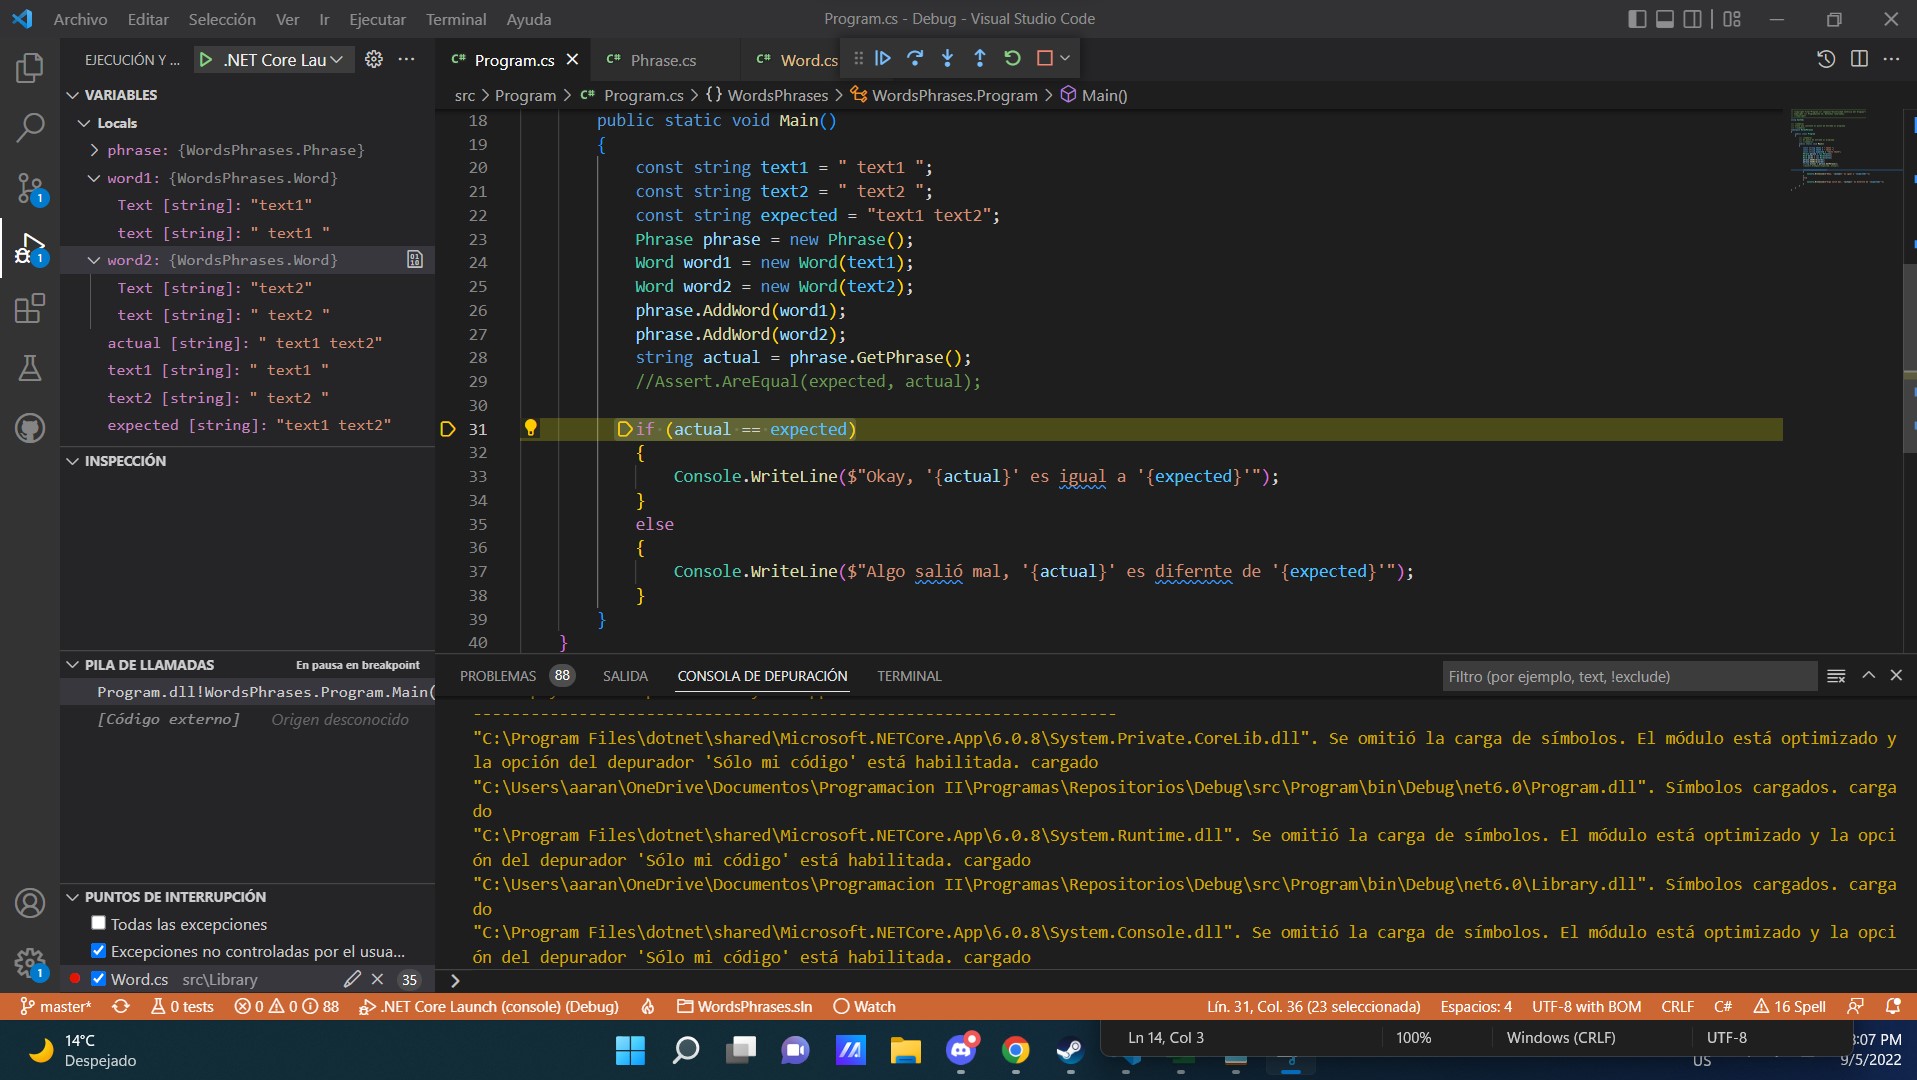 Archivo Editar Selección Ver Ir Ejecutar Terminal Ayuda
Program.cs - Debug - Visual Studio Code
EJECUCIÓN Y ...
.NET Core Lau
VARIABLES
Locals
phrase: {WordsPhrases.Phrase}
word1: {WordsPhrases.Word}
Text [string]: "text1"
text [string]: " text1 "
word2: {WordsPhrases.Word}
Text [string]: "text2"
text [string]: " text2 "
actual [string]: " text1 text2"
text1 [string]: " text1 "
text2 [string]: " text2 "
expected [string]: "text1 text2"
INSPECCIÓN
PILA DE LLAMADAS En pausa en breakpoint
Program.dll!WordsPhrases.Program.Main(
[Código externo] Origen desconocido
PUNTOS DE INTERRUPCIÓN
Todas las excepciones
Excepciones no controladas por el usua...
Word.cs src\Library 35
C# Program.cs
C# Phrase.cs
C# Word.cs
src > Program > C# Program.cs > {} WordsPhrases > WordsPhrases.Program > Main()
18 public static void Main()
19 {
20 const string text1 = " text1 ";
21 const string text2 = " text2 ";
22 const string expected = "text1 text2";
23 Phrase phrase = new Phrase();
24 Word word1 = new Word(text1);
25 Word word2 = new Word(text2);
26 phrase.AddWord(word1);
27 phrase.AddWord(word2);
28 string actual = phrase.GetPhrase();
29 //Assert.AreEqual(expected, actual);
30
31 if (actual == expected)
32 {
33 Console.WriteLine($"Okay, '{actual}' es igual a '{expected}'");
34 }
35 else
36 {
37 Console.WriteLine($"Algo salió mal, '{actual}' es difernte de '{expected}'");
38 }
39 }
40 }
PROBLEMAS 88 SALIDA CONSOLA DE DEPURACIÓN TERMINAL
Filtro (por ejemplo, text, !exclude)
-------------------------------------------------------------------
"C:\Program Files\dotnet\shared\Microsoft.NETCore.App\6.0.8\System.Private.CoreLib.dll". Se omitió la carga de símbolos. El módulo está optimizado y
la opción del depurador 'Sólo mi código' está habilitada. cargado
"C:\Users\aaran\OneDrive\Documentos\Programacion II\Programas\Repositorios\Debug\src\Program\bin\Debug\net6.0\Program.dll". Símbolos cargados. carga
do
"C:\Program Files\dotnet\shared\Microsoft.NETCore.App\6.0.8\System.Runtime.dll". Se omitió la carga de símbolos. El módulo está optimizado y la opci
ón del depurador 'Sólo mi código' está habilitada. cargado
"C:\Users\aaran\OneDrive\Documentos\Programacion II\Programas\Repositorios\Debug\src\Program\bin\Debug\net6.0\Library.dll". Símbolos cargados. carga
do
"C:\Program Files\dotnet\shared\Microsoft.NETCore.App\6.0.8\System.Console.dll". Se omitió la carga de símbolos. El módulo está optimizado y la opci
ón del depurador 'Sólo mi código' está habilitada. cargado
master* 0 tests 0 0 88 .NET Core Launch (console) (Debug) WordsPhrases.sln Watch
Lín. 31, Col. 36 (23 seleccionada) Espacios: 4 UTF-8 with BOM CRLF C# 16 Spell
14°C
Despejado
Ln 14, Col 3 100% Windows (CRLF) UTF-8
:07 PM
US
9/5/2022